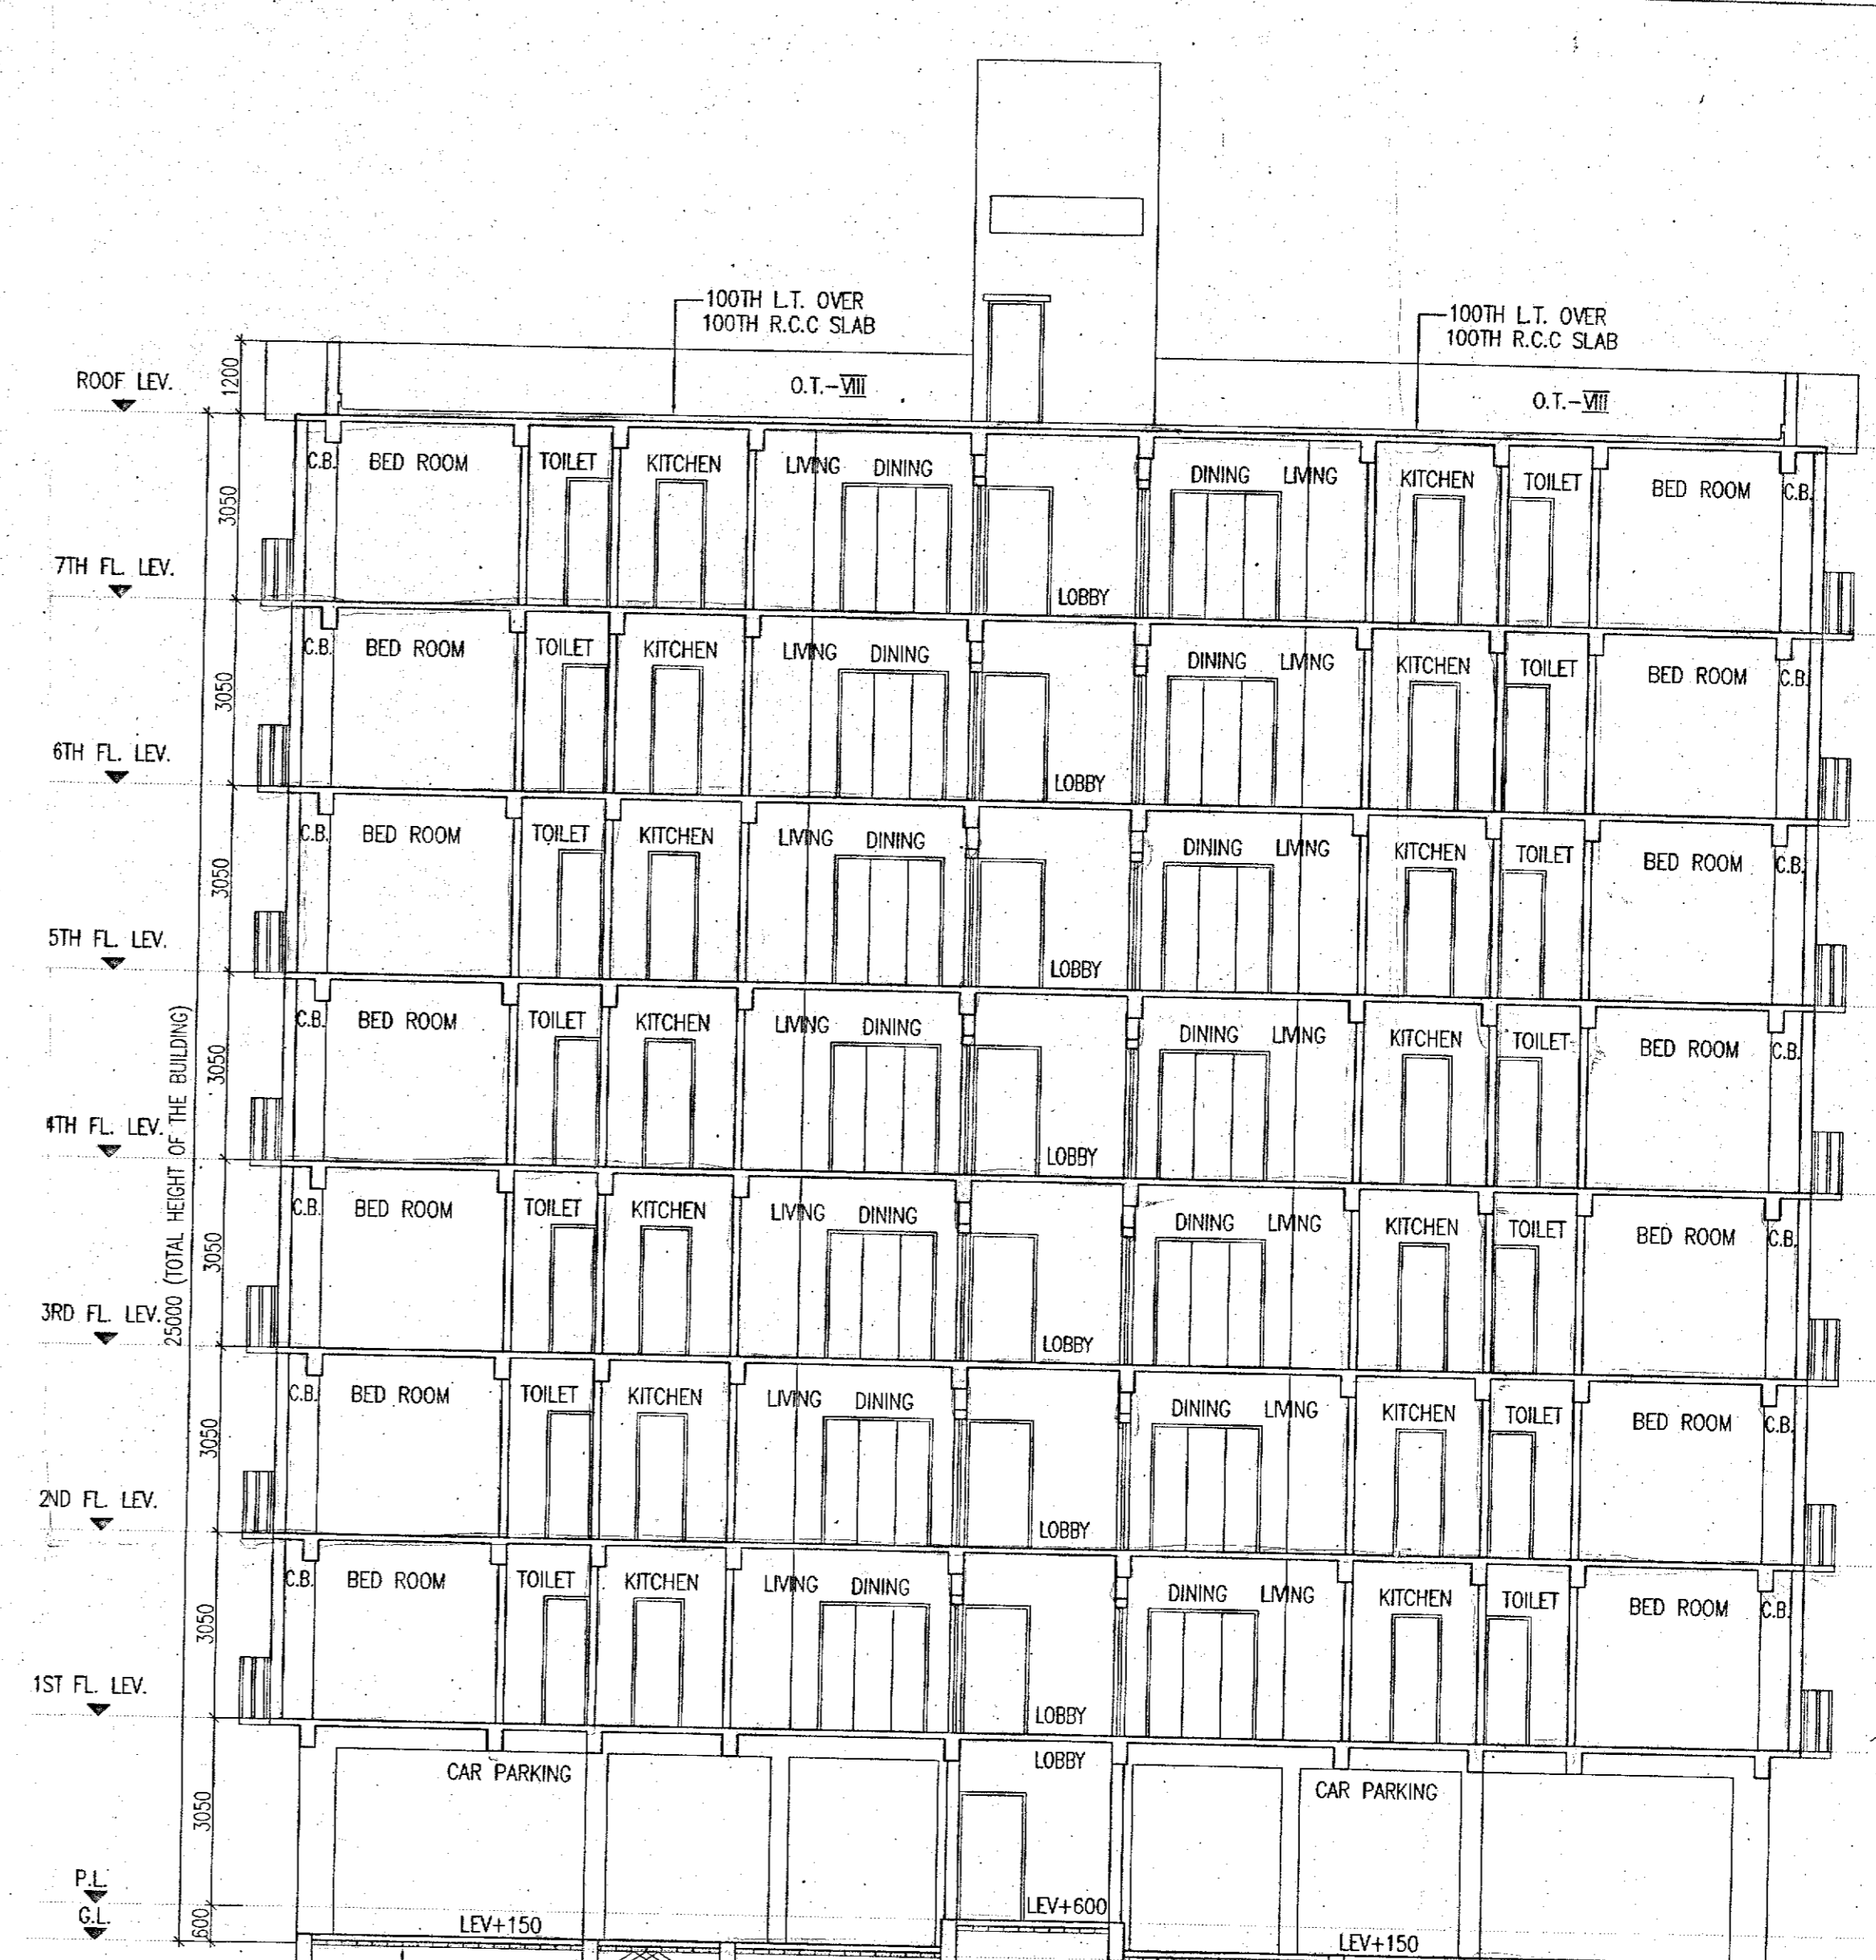 100TH L.T. OVER
100TH R.C.C SLAB
100TH L.T. OVER
100TH R.C.C SLAB
1200
ROOF LEV.
O.T.-VIII
O.T.-VIII
C.B. BED ROOM TOILET KITCHEN LIVING DINING DINING LIVING KITCHEN TOILET BED ROOM C.B.
3050
7TH FL. LEV.
LOBBY
C.B. BED ROOM TOILET KITCHEN LIVING DINING DINING LIVING KITCHEN TOILET BED ROOM C.B.
3050
6TH FL. LEV.
LOBBY
C.B. BED ROOM TOILET KITCHEN LIVING DINING DINING LIVING KITCHEN TOILET BED ROOM C.B.
3050
5TH FL. LEV.
LOBBY
25000 (TOTAL HEIGHT OF THE BUILDING)
C.B. BED ROOM TOILET KITCHEN LIVING DINING DINING LIVING KITCHEN TOILET BED ROOM C.B.
3050
4TH FL. LEV.
LOBBY
C.B. BED ROOM TOILET KITCHEN LIVING DINING DINING LIVING KITCHEN TOILET BED ROOM C.B.
3050
3RD FL. LEV.
LOBBY
C.B. BED ROOM TOILET KITCHEN LIVING DINING DINING LIVING KITCHEN TOILET BED ROOM C.B.
3050
2ND FL. LEV.
LOBBY
C.B. BED ROOM TOILET KITCHEN LIVING DINING DINING LIVING KITCHEN TOILET BED ROOM C.B.
3050
1ST FL. LEV.
LOBBY
LOBBY
CAR PARKING
CAR PARKING
3050
P.L.
G.L.
600
LEV+150
LEV+600
LEV+150